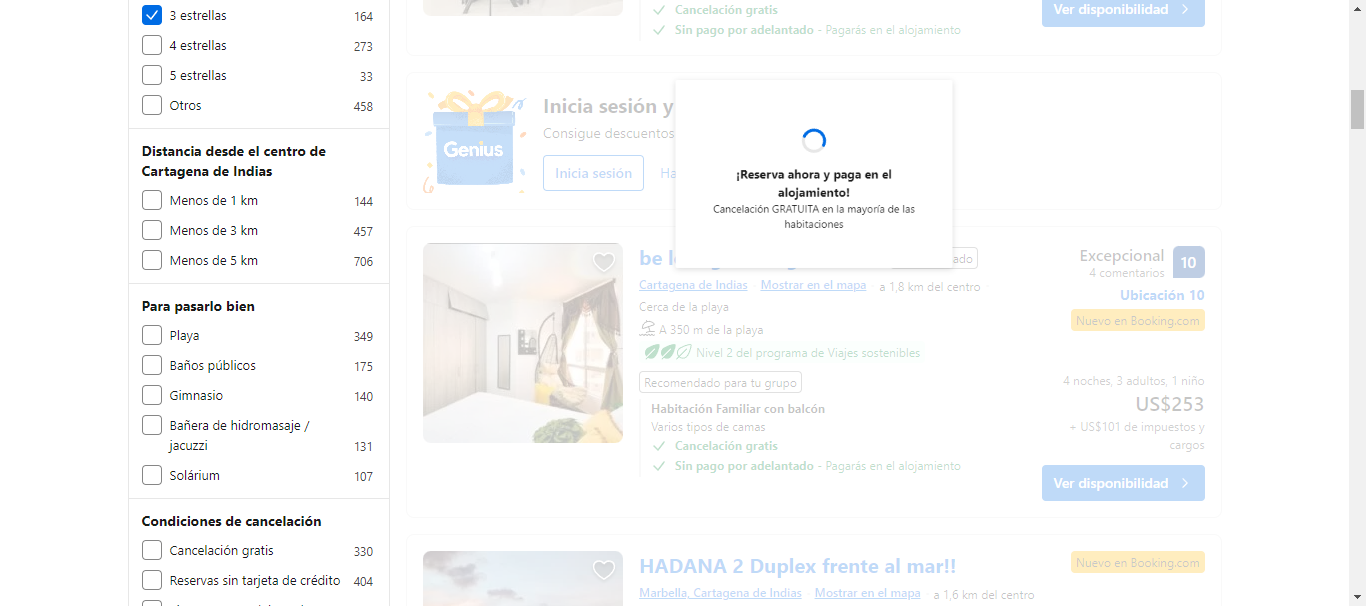 3 estrellas 164
4 estrellas 273
5 estrellas 33
Otros 458
Distancia desde el centro de
Cartagena de Indias
Menos de 1 km 144
Menos de 3 km 457
Menos de 5 km 706
Para pasarlo bien
Playa 349
Baños públicos 175
Gimnasio 140
Bañera de hidromasaje /
jacuzzi 131
Solárium 107
Condiciones de cancelación
Cancelación gratis 330
Reservas sin tarjeta de crédito 404
Cancelación gratis
Sin pago por adelantado - Pagarás en el alojamiento
Ver disponibilidad
Genius
Inicia sesión y
Consigue descuentos
Inicia sesión
¡Reserva ahora y paga en el
alojamiento!
Cancelación GRATUITA en la mayoría de las
habitaciones
be
Cartagena de Indias Mostrar en el mapa a 1,8 km del centro
Cerca de la playa
A 350 m de la playa
Nivel 2 del programa de Viajes sostenibles
Recomendado para tu grupo
Habitación Familiar con balcón
Varios tipos de camas
Cancelación gratis
Sin pago por adelantado - Pagarás en el alojamiento
Excepcional 10
4 comentarios
Ubicación 10
Nuevo en Booking.com
4 noches, 3 adultos, 1 niño
US$253
+ US$101 de impuestos y
cargos
Ver disponibilidad
HADANA 2 Duplex frente al mar!!
Marbella, Cartagena de Indias Mostrar en el mapa a 1,6 km del centro
Nuevo en Booking.com